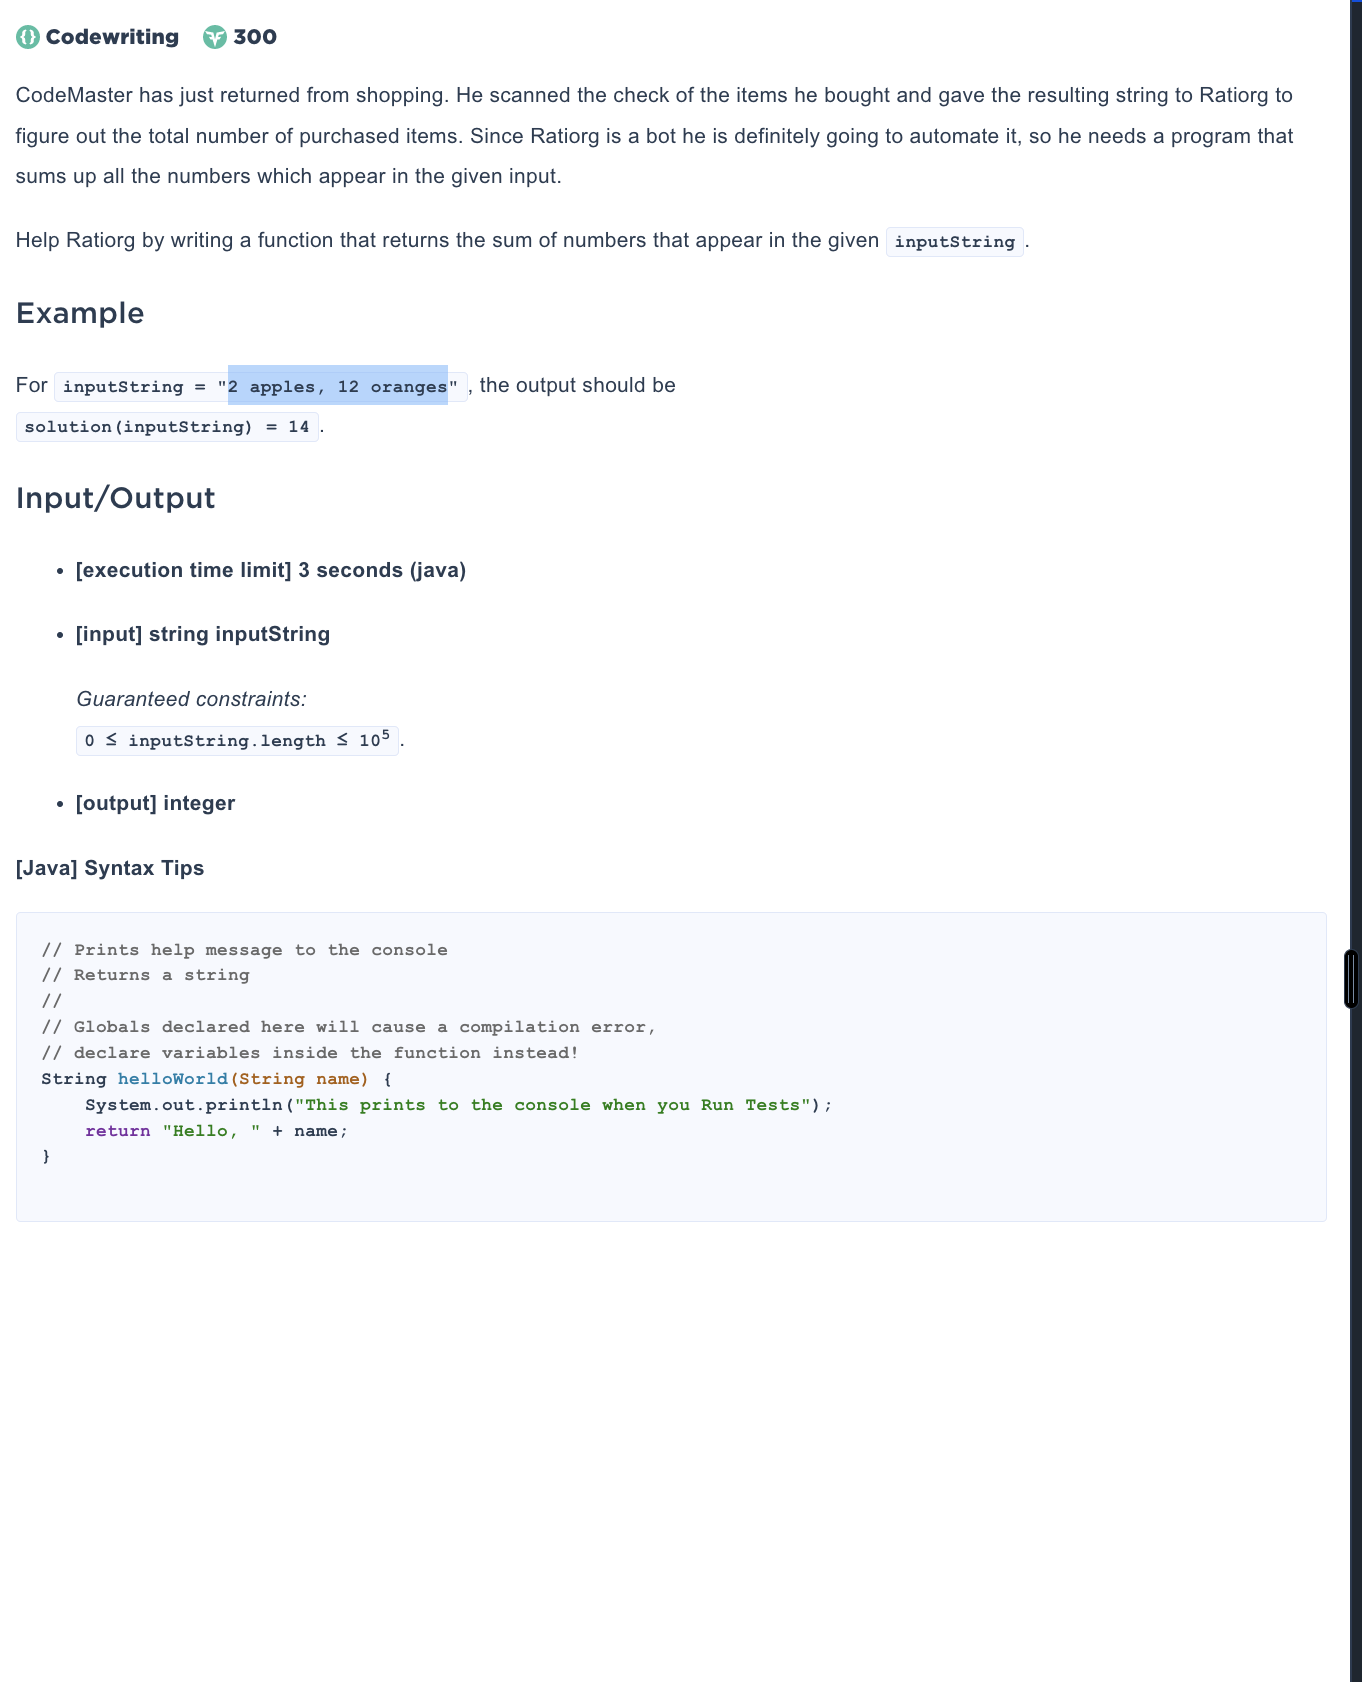 Codewriting 300
CodeMaster has just returned from shopping. He scanned the check of the items he bought and gave the resulting string to Ratiorg to
figure out the total number of purchased items. Since Ratiorg is a bot he is definitely going to automate it, so he needs a program that
sums up all the numbers which appear in the given input.
Help Ratiorg by writing a function that returns the sum of numbers that appear in the given inputString.
Example
For inputString = "2 apples, 12 oranges", the output should be
solution(inputString) = 14.
Input/Output
• [execution time limit] 3 seconds (java)
• [input] string inputString
Guaranteed constraints:
0 ≤ inputString.length ≤ 10⁵.
• [output] integer
[Java] Syntax Tips
// Prints help message to the console
// Returns a string
//
// Globals declared here will cause a compilation error,
// declare variables inside the function instead!
String helloWorld(String name) {
    System.out.println("This prints to the console when you Run Tests");
    return "Hello, " + name;
}